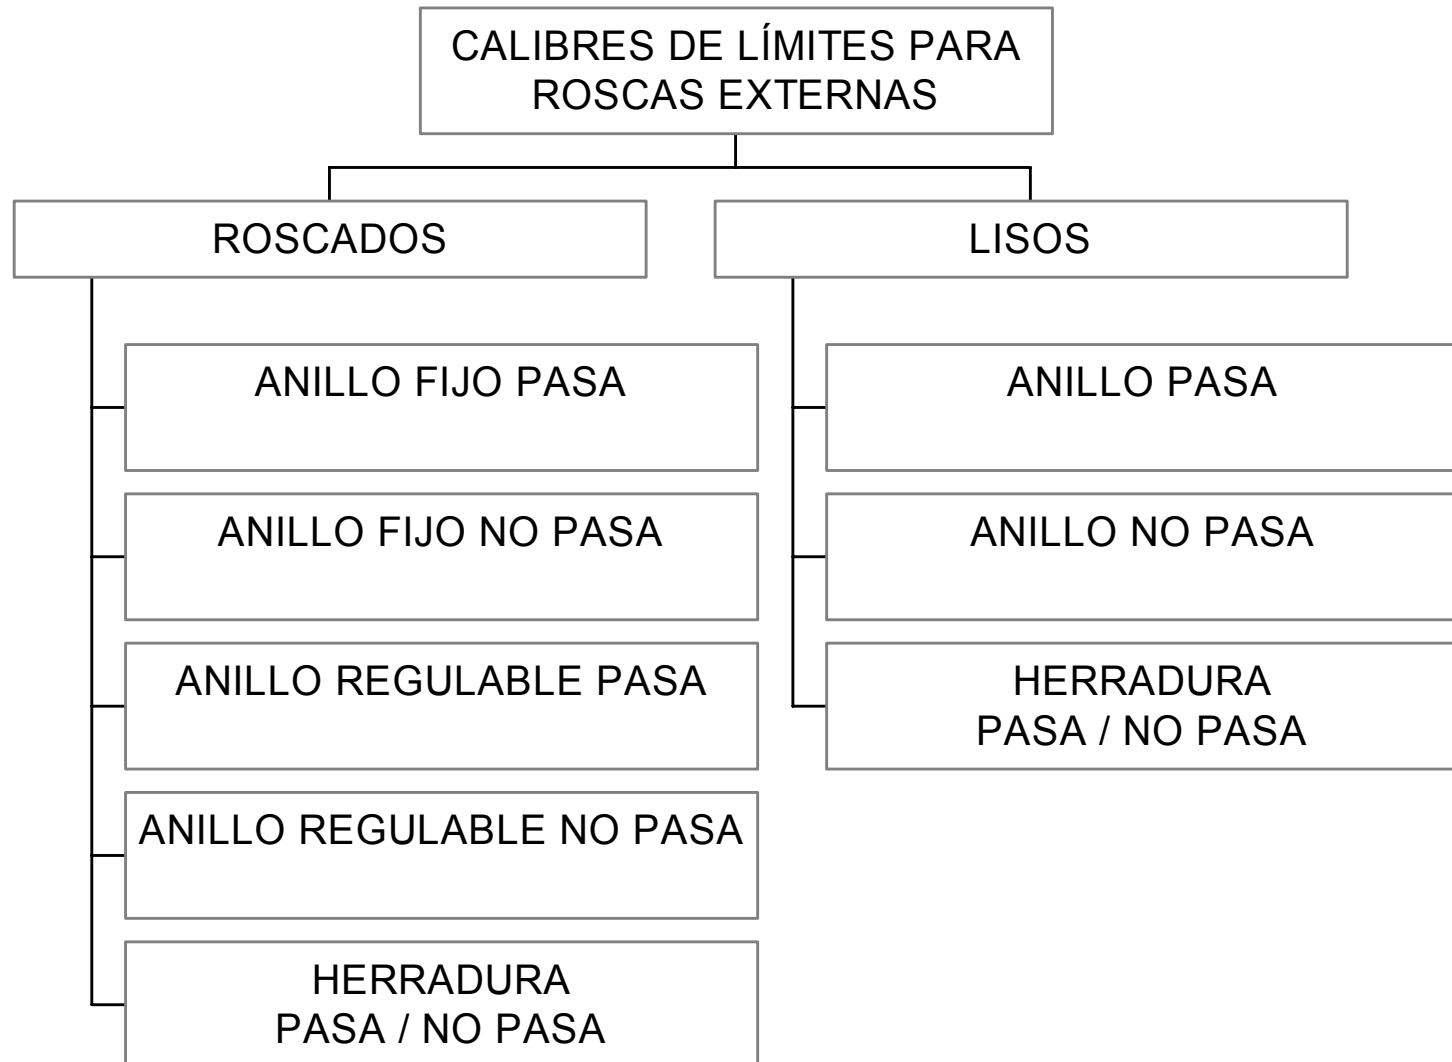 CALIBRES DE LÍMITES PARA
ROSCAS EXTERNAS
ROSCADOS
LISOS
ANILLO FIJO PASA
ANILLO FIJO NO PASA
ANILLO REGULABLE PASA
ANILLO REGULABLE NO PASA
HERRADURA
PASA / NO PASA
ANILLO PASA
ANILLO NO PASA
HERRADURA
PASA / NO PASA